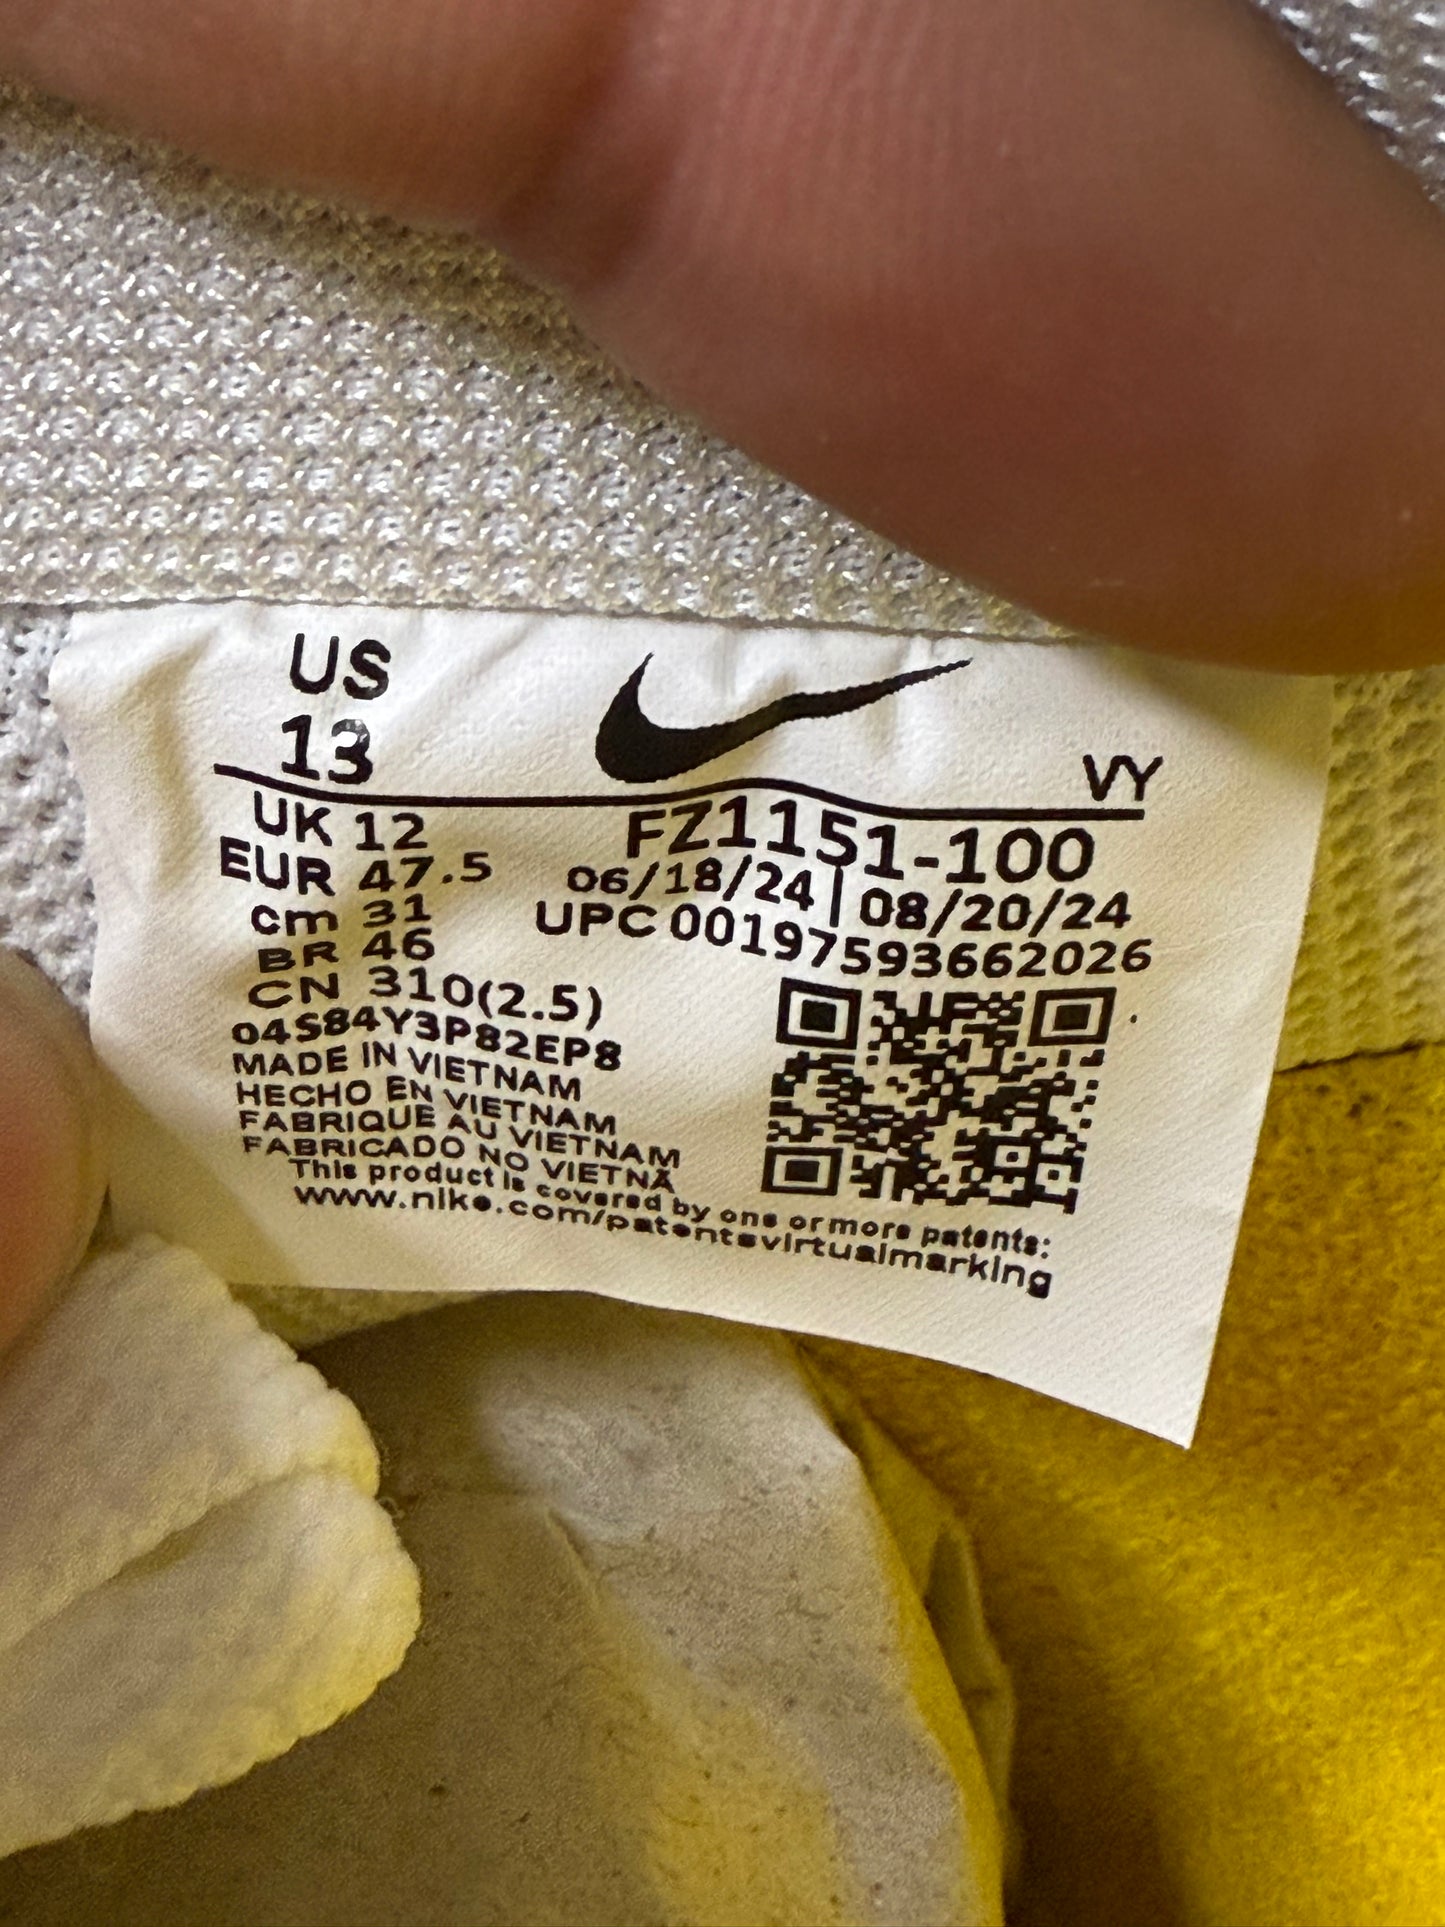 US
13
VY
UK 12
EUR 47.5
cm 31
BR 46
CN 310(2.5)
FZ1151-100
06/18/24 | 08/20/24
UPC 00197593662026
04S84Y3P82EP8
MADE IN VIETNAM
HECHO EN VIETNAM
FABRIQUE AU VIETNAM
FABRICADO NO VIETNÃ
This product is covered by one or more patents:
www.nike.com/patentsvirtualmarking